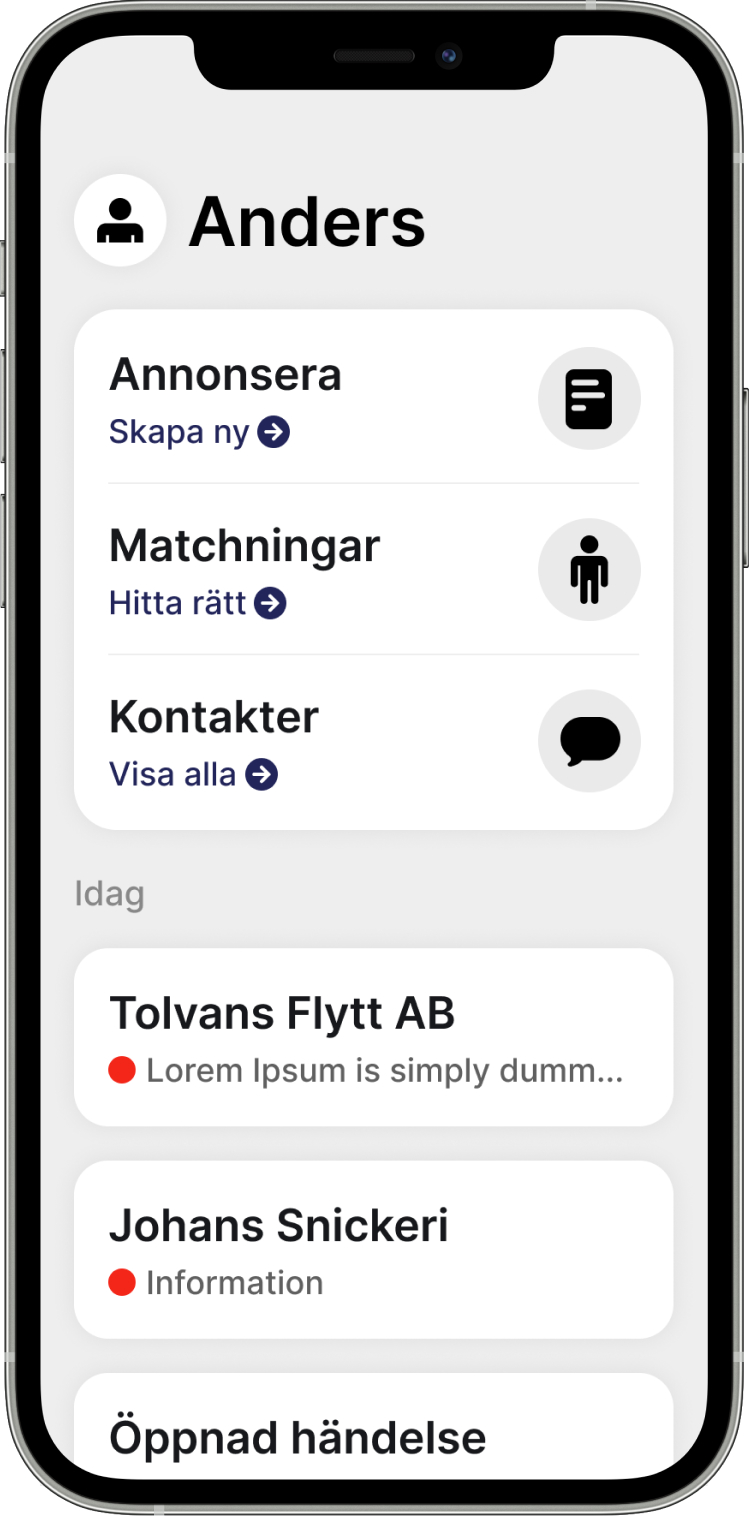 Anders
Annonsera
Skapa ny
Matchningar
Hitta rätt
Kontakter
Visa alla
Idag
Tolvans Flytt AB
Lorem Ipsum is simply dumm...
Johans Snickeri
Information
Öppnad händelse